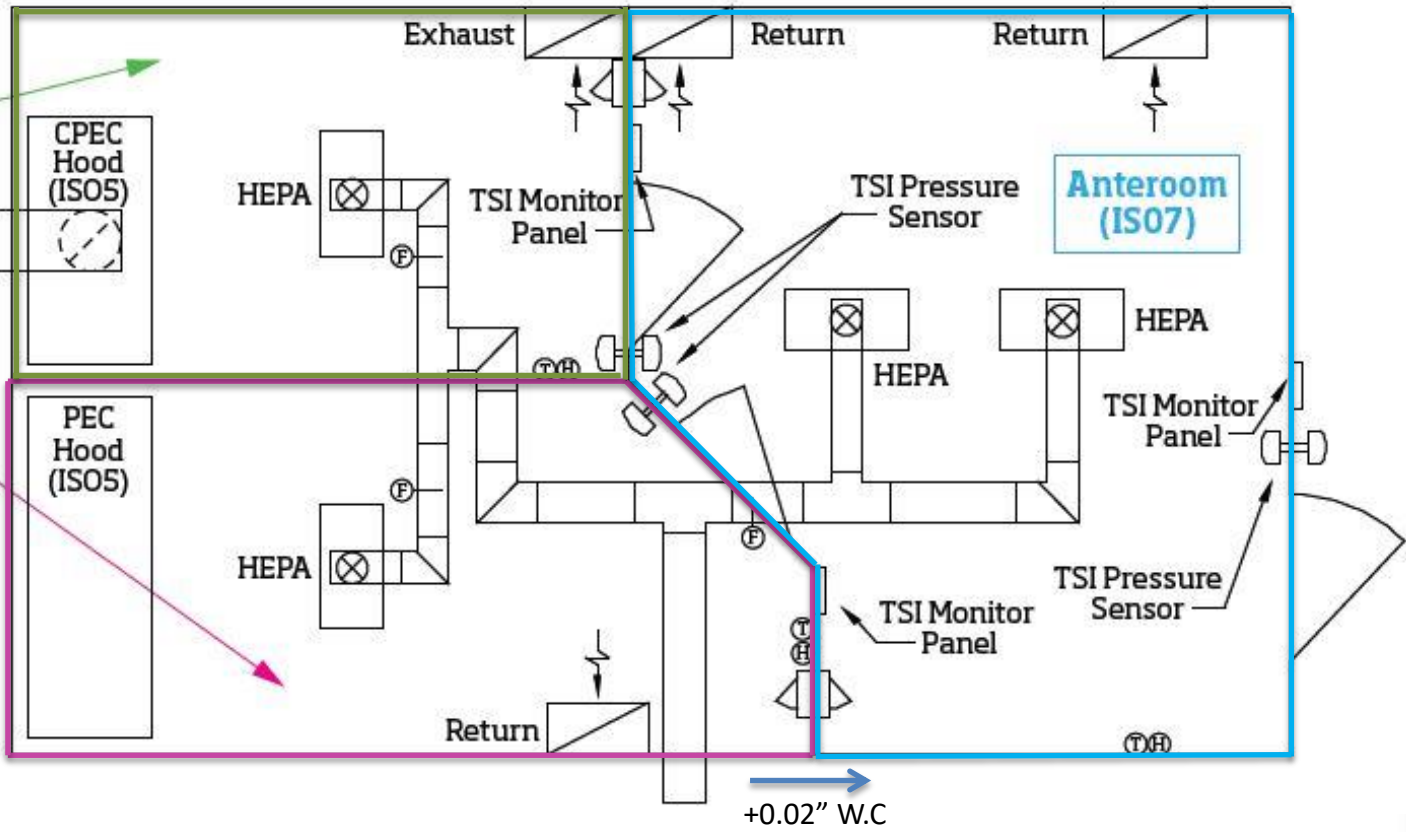 Exhaust
Return
Return
CPEC
Hood
(ISO5)
HEPA
TSI Monitor
Panel
TSI Pressure
Sensor
Anteroom
(ISO7)
F
HEPA
HEPA
T H
TSI Monitor
Panel
PEC
Hood
(ISO5)
F
F
HEPA
TSI Pressure
Sensor
TSI Monitor
Panel
T
H
Return
T H
+0.02” W.C